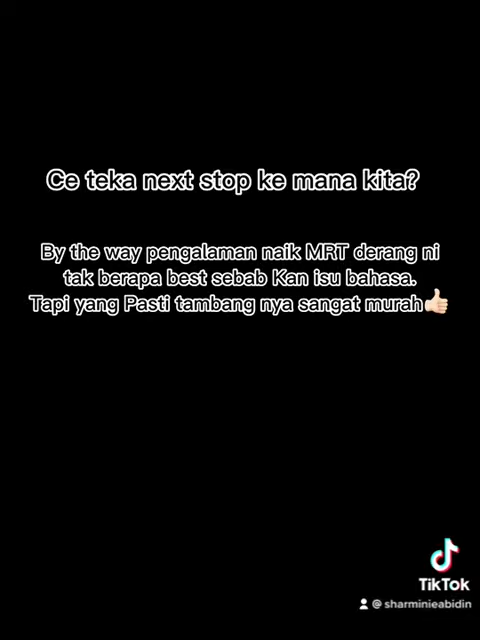 Ce teka next stop ke mana kita?
By the way pengalaman naik MRT derang ni
tak berapa best sebab Kan isu bahasa.
Tapi yang Pasti tambang nya sangat murah👍🏻
TikTok
@ sharminieabidin